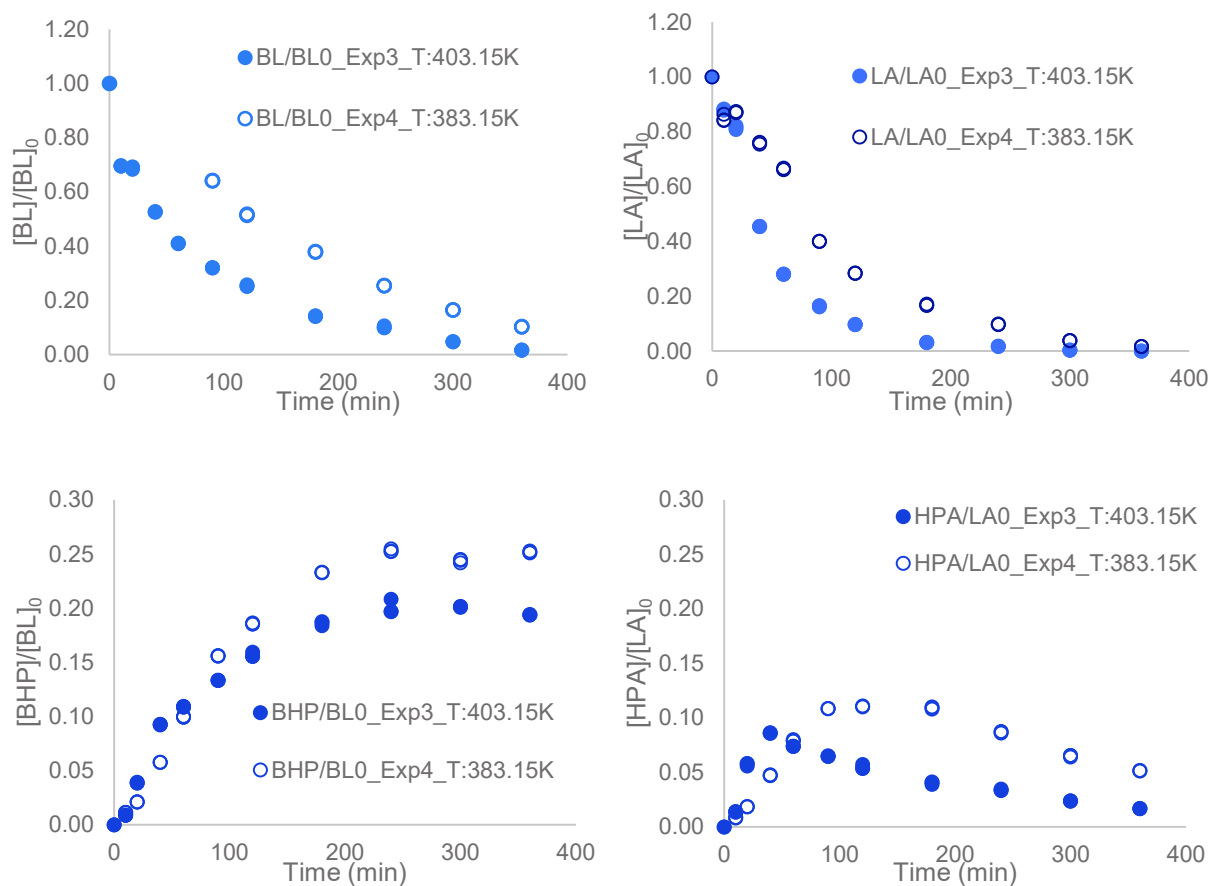 1.20
1.00
0.80
0.60
0.40
0.20
0.00
[BL]/[BL]0
BL/BL0_Exp3_T:403.15K
BL/BL0_Exp4_T:383.15K
0 100 200 300 400
Time (min)
1.20
1.00
0.80
0.60
0.40
0.20
0.00
[LA]/[LA]0
LA/LA0_Exp3_T:403.15K
LA/LA0_Exp4_T:383.15K
0 100 200 300 400
Time (min)
0.30
0.25
0.20
0.15
0.10
0.05
0.00
[BHP]/[BL]0
BHP/BL0_Exp3_T:403.15K
BHP/BL0_Exp4_T:383.15K
0 100 200 300 400
Time (min)
0.30
0.25
0.20
0.15
0.10
0.05
0.00
[HPA]/[LA]0
HPA/LA0_Exp3_T:403.15K
HPA/LA0_Exp4_T:383.15K
0 100 200 300 400
Time (min)